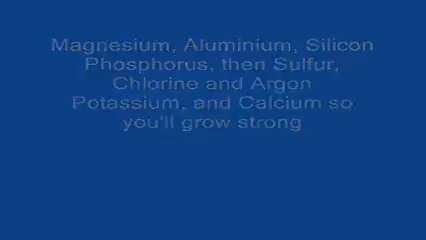 Magnesium, Aluminium, Silicon
Phosphorus, then Sulfur,
Chlorine and Argon
Potassium, and Calcium so
you'll grow strong